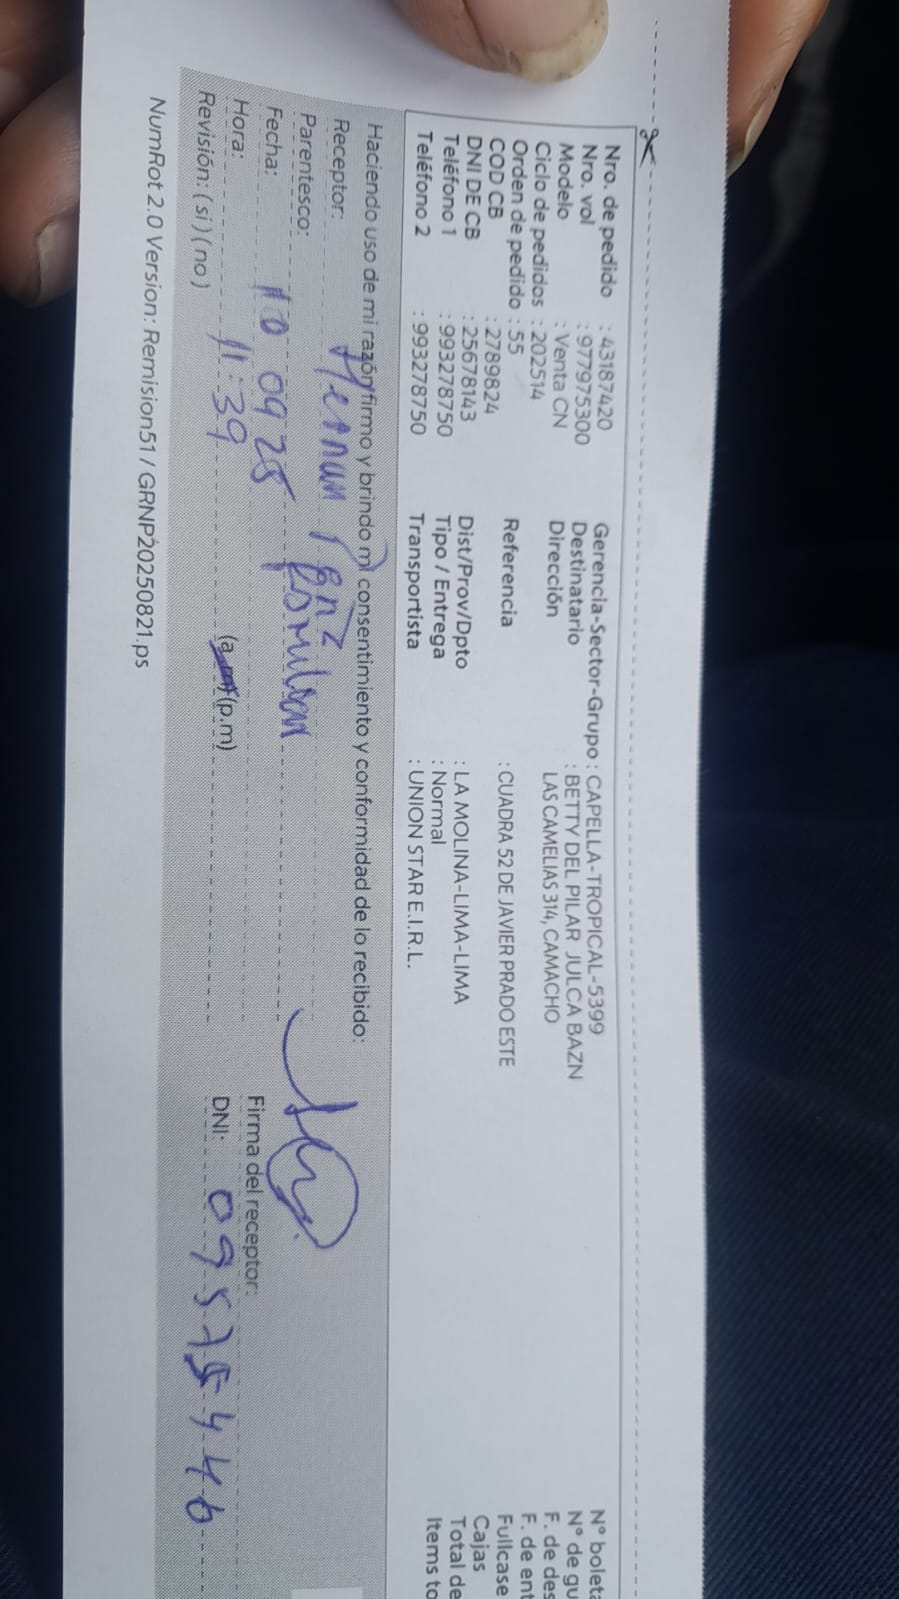 Nro. de pedido : 43187420 Gerencia-Sector-Grupo : CAPELLA-TROPICAL-5399 N° boleta
Nro. vol : 977975300 Destinatario : BETTY DEL PILAR JULCA BAZN N° de gu
Modelo : Venta CN Dirección LAS CAMELIAS 314, CAMACHO F. de des
Ciclo de pedidos : 202514 F. de ent
Orden de pedido : 55 Referencia : CUADRA 52 DE JAVIER PRADO ESTE Fullcase
COD CB : 2789824 Cajas
DNI DE CB : 25678143 Dist/Prov/Dpto : LA MOLINA-LIMA-LIMA Total de
Teléfono 1 : 993278750 Tipo / Entrega : Normal Items to
Teléfono 2 : 993278750 Transportista : UNION STAR E.I.R.L.
Haciendo uso de mi razón firmo y brindo mi consentimiento y conformidad de lo recibido:
Receptor: Hernan
Parentesco:
Fecha: 10 09 25
Firma del receptor:
Hora: 11:39 (p.m)
DNI: 09575446
Revisión: (si) (no)
NumRot 2.0 Version: Remision51 / GRNP20250821.ps